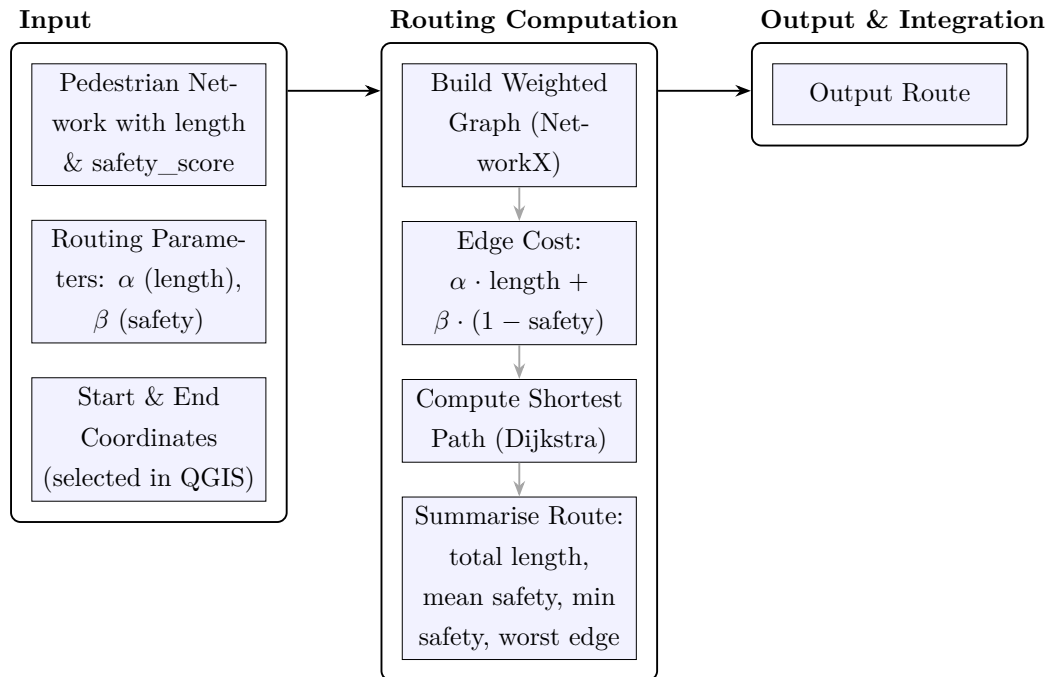 Input
Pedestrian Net-
work with length
& safety_score
Routing Parame-
ters: α (length),
β (safety)
Start & End
Coordinates
(selected in QGIS)
Routing Computation
Build Weighted
Graph (Net-
workX)
Edge Cost:
α · length +
β · (1 − safety)
Compute Shortest
Path (Dijkstra)
Summarise Route:
total length,
mean safety, min
safety, worst edge
Output & Integration
Output Route